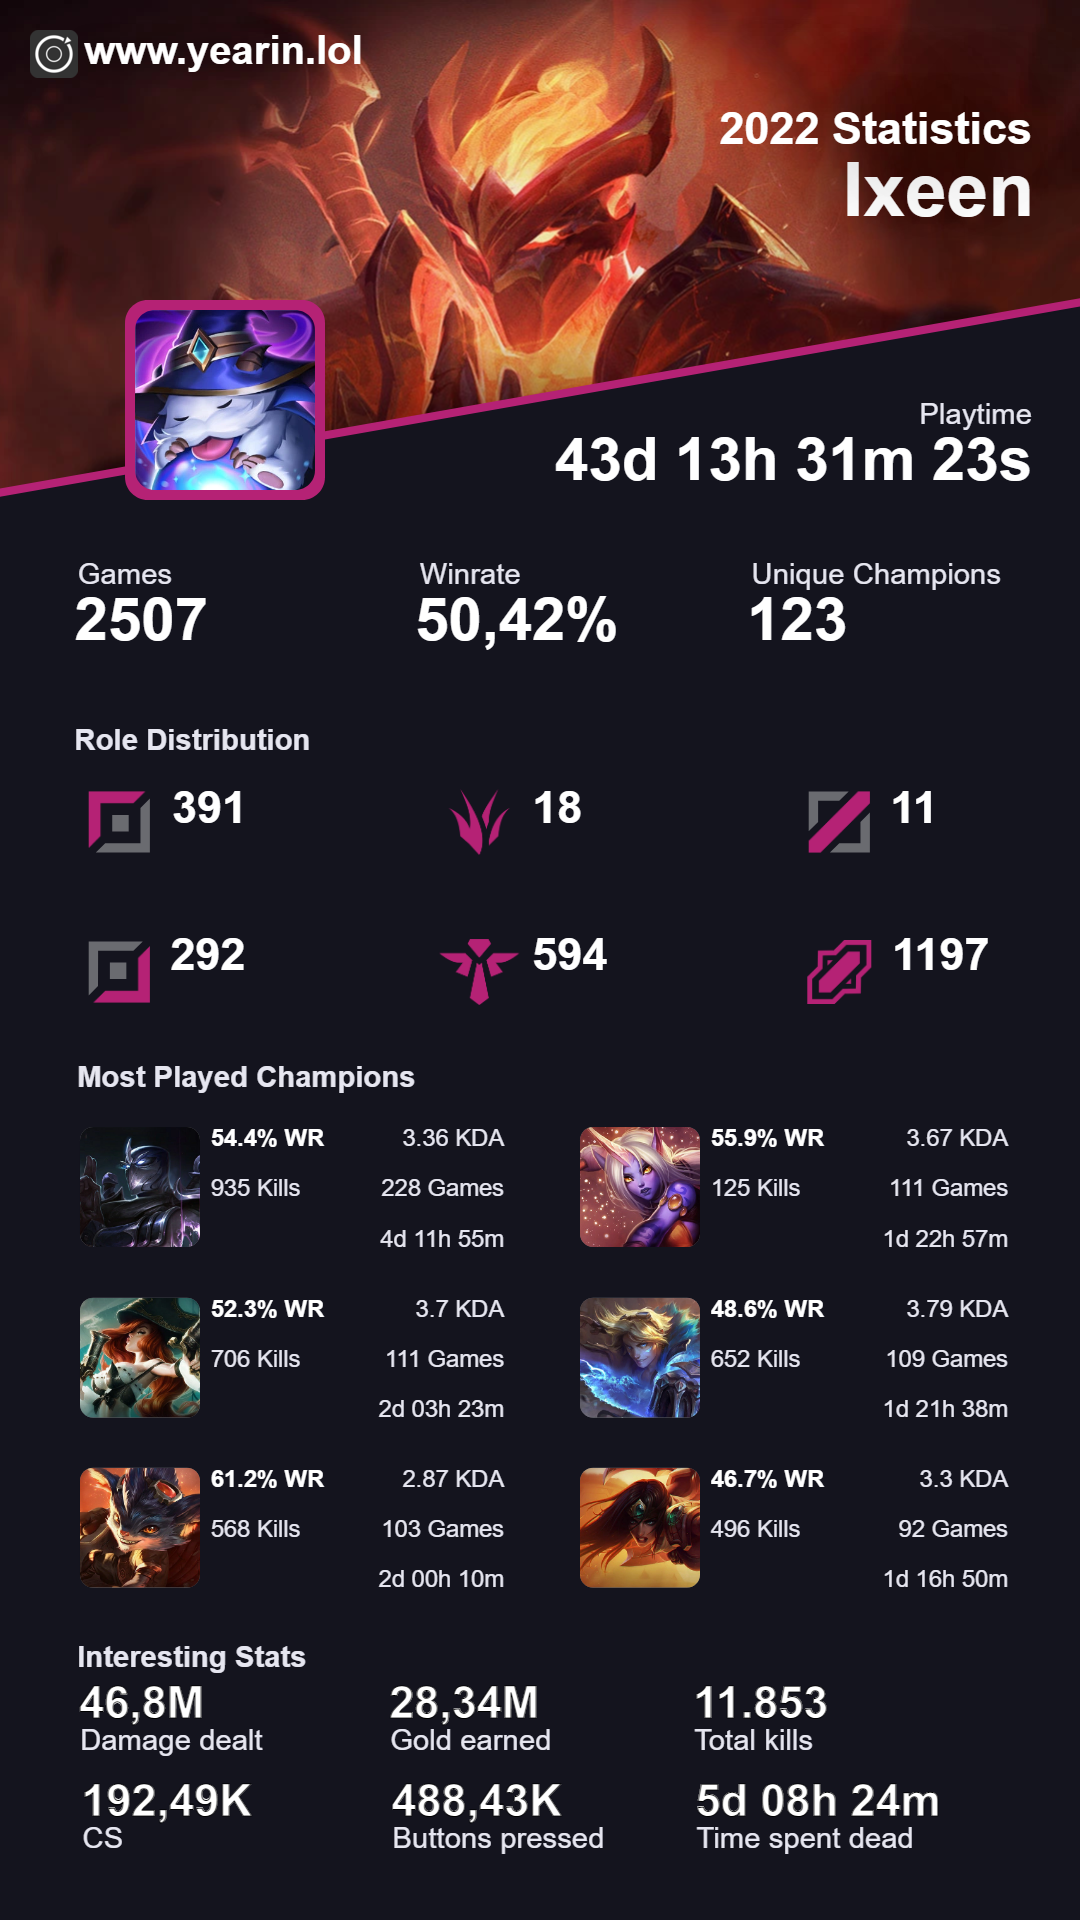 www.yearin.lol
2022 Statistics
Ixeen
Playtime
43d 13h 31m 23s
Games
2507
Winrate
50,42%
Unique Champions
123
Role Distribution
391
18
11
292
594
1197
Most Played Champions
54.4% WR 3.36 KDA
935 Kills 228 Games
4d 11h 55m
55.9% WR 3.67 KDA
125 Kills 111 Games
1d 22h 57m
52.3% WR 3.7 KDA
706 Kills 111 Games
2d 03h 23m
48.6% WR 3.79 KDA
652 Kills 109 Games
1d 21h 38m
61.2% WR 2.87 KDA
568 Kills 103 Games
2d 00h 10m
46.7% WR 3.3 KDA
496 Kills 92 Games
1d 16h 50m
Interesting Stats
46,8M
Damage dealt
28,34M
Gold earned
11.853
Total kills
192,49K
CS
488,43K
Buttons pressed
5d 08h 24m
Time spent dead